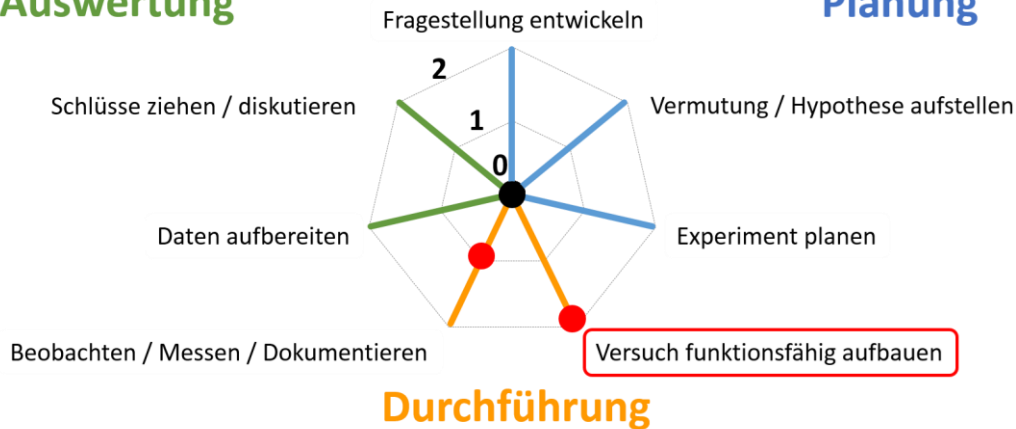 Auswertung
Planung
Fragestellung entwickeln
2
Schlüsse ziehen / diskutieren
Vermutung / Hypothese aufstellen
1
0
Daten aufbereiten
Experiment planen
Beobachten / Messen / Dokumentieren
Versuch funktionsfähig aufbauen
Durchführung